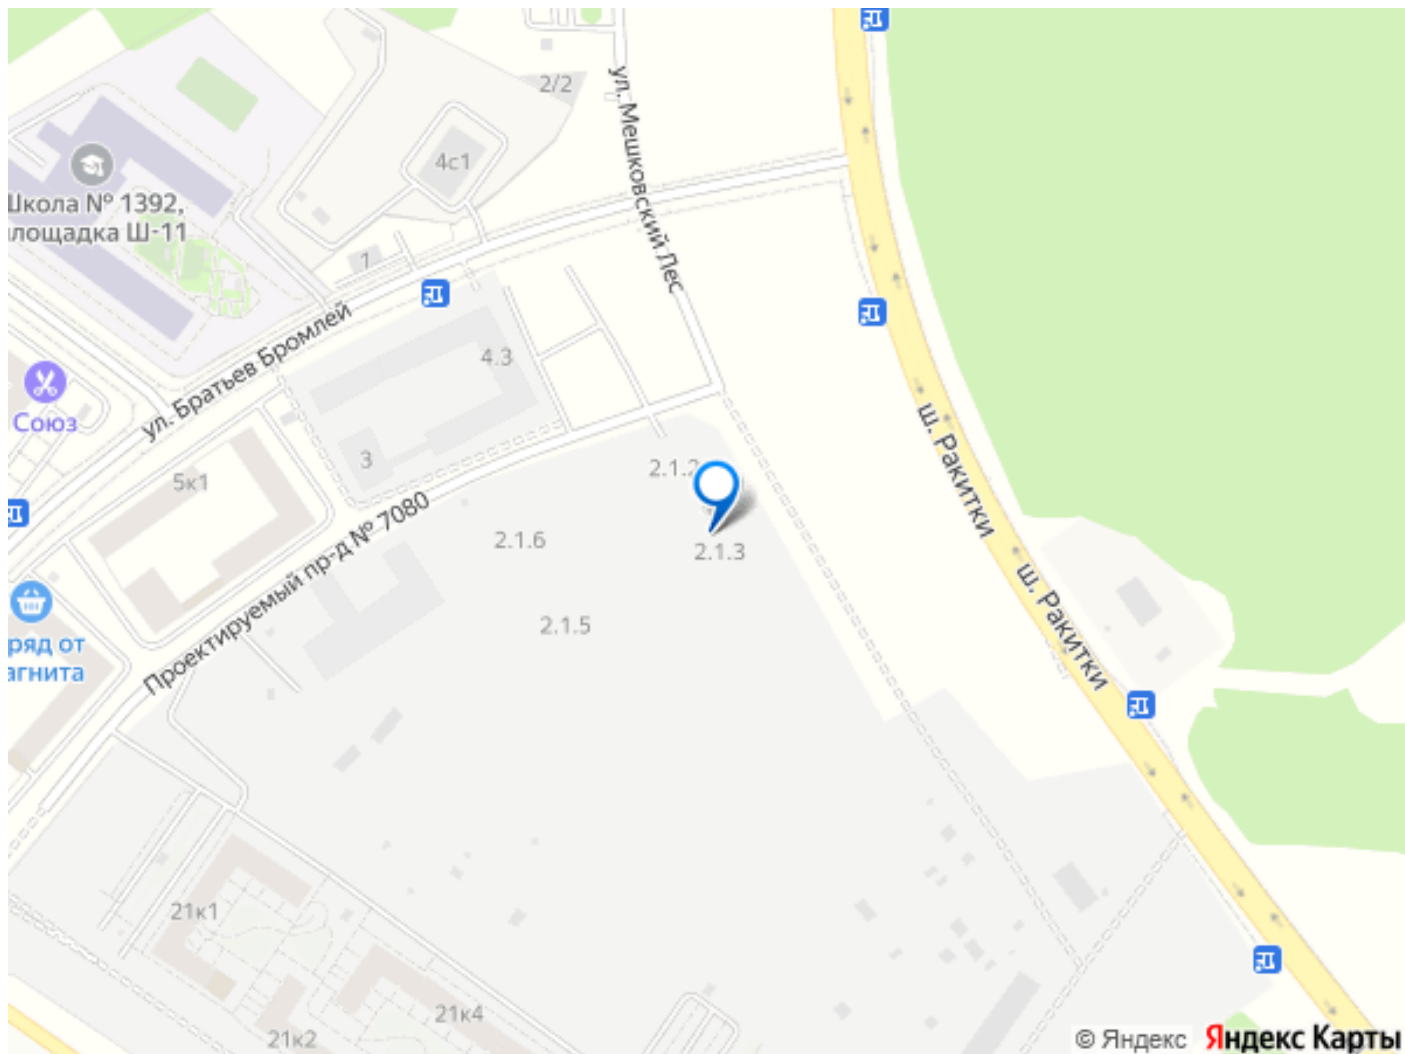 2/2
ул. Мешковский Лес
4с1
Школа № 1392,
площадка Ш-11
1
4.3
ул. Братьев Бромлей
Союз
ш. Ракитки
3
5к1
2.1.2
Проектируемый пр-д № 7080
2.1.6
2.1.3
ш. Ракитки
2.1.5
ряд от
агнита
21к1
21к4
21к2
© Яндекс Яндекс Карты